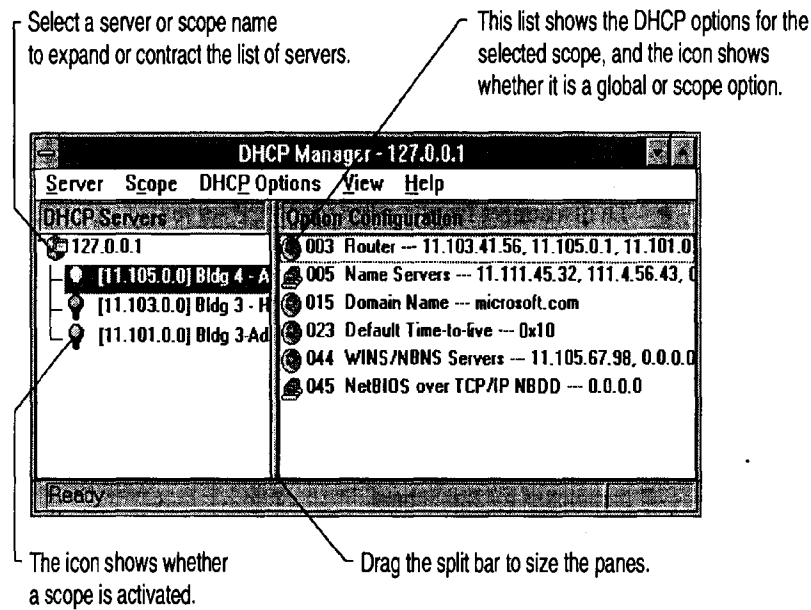 Select a server or scope name
to expand or contract the list of servers.
This list shows the DHCP options for the
selected scope, and the icon shows
whether it is a global or scope option.
DHCP Manager - 127.0.0.1
Server Scope DHCP Options View Help
DHCP Servers
Option Configuration
127.0.0.1
[11.105.0.0] Bldg 4 - A
[11.103.0.0] Bldg 3 - H
[11.101.0.0] Bldg 3-Ad
003 Router --- 11.103.41.56, 11.105.0.1, 11.101.0
005 Name Servers --- 11.111.45.32, 111.4.56.43, 0
015 Domain Name --- microsoft.com
023 Default Time-to-live --- 0x10
044 WINS/NBNS Servers --- 11.105.67.98, 0.0.0.0
045 NetBIOS over TCP/IP NBDD --- 0.0.0.0
Ready
The icon shows whether
a scope is activated.
Drag the split bar to size the panes.